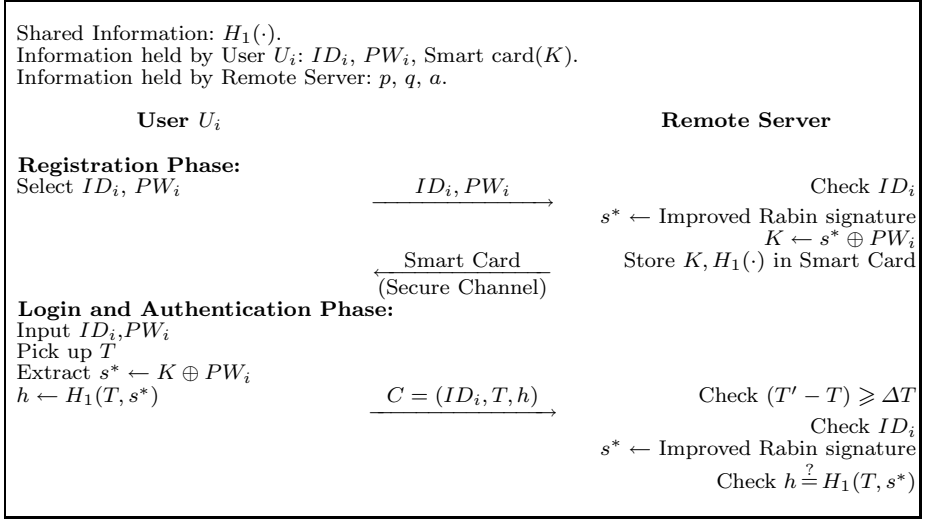 Shared Information: H₁(·).
Information held by User Uᵢ: IDᵢ, PWᵢ, Smart card(K).
Information held by Remote Server: p, q, a.
User Uᵢ Remote Server
Registration Phase:
Select IDᵢ, PWᵢ IDᵢ, PWᵢ Check IDᵢ
s* ← Improved Rabin signature
K ← s* ⊕ PWᵢ
Smart Card Store K, H₁(·) in Smart Card
(Secure Channel)
Login and Authentication Phase:
Input IDᵢ,PWᵢ
Pick up T
Extract s* ← K ⊕ PWᵢ
h ← H₁(T, s*) C = (IDᵢ, T, h) Check (T′ − T) ⩾ ΔT
Check IDᵢ
s* ← Improved Rabin signature
Check h ≟ H₁(T, s*)